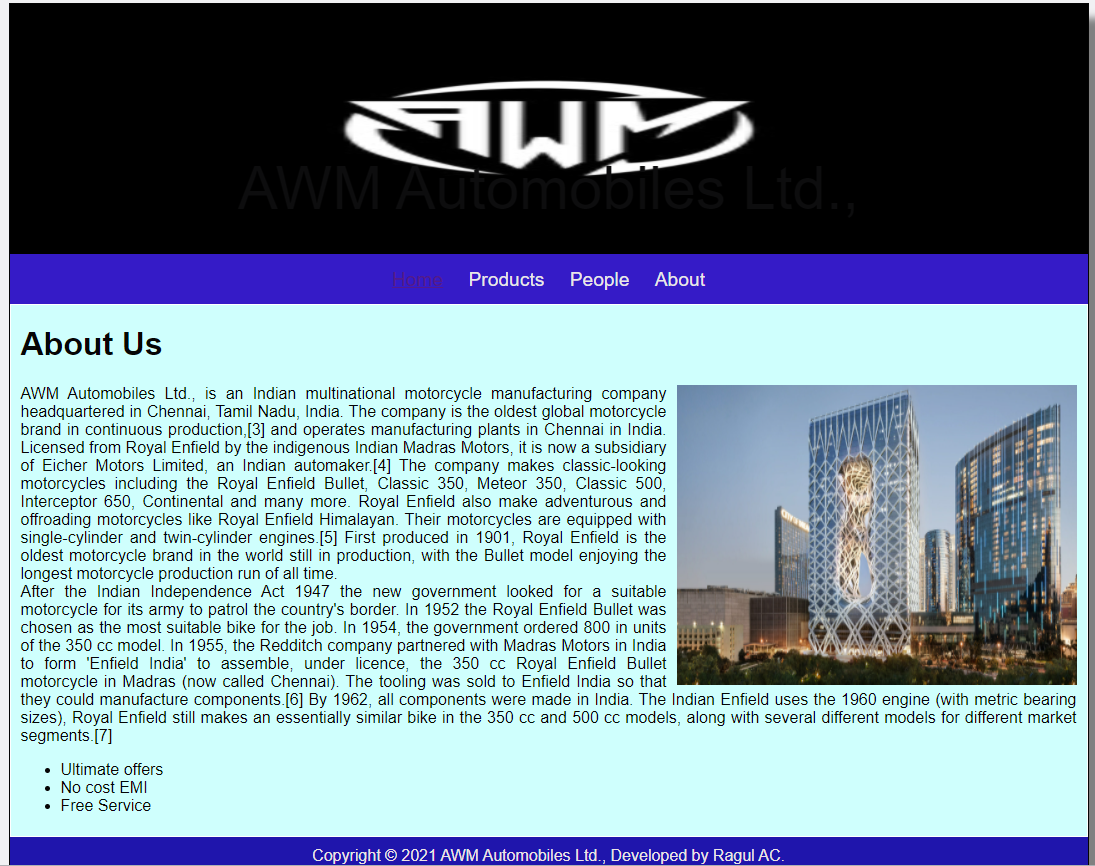 AWM
AWM Automobiles Ltd.,
Home Products People About
About Us
AWM Automobiles Ltd., is an Indian multinational motorcycle manufacturing company
headquartered in Chennai, Tamil Nadu, India. The company is the oldest global motorcycle
brand in continuous production,[3] and operates manufacturing plants in Chennai in India.
Licensed from Royal Enfield by the indigenous Indian Madras Motors, it is now a subsidiary
of Eicher Motors Limited, an Indian automaker.[4] The company makes classic-looking
motorcycles including the Royal Enfield Bullet, Classic 350, Meteor 350, Classic 500,
Interceptor 650, Continental and many more. Royal Enfield also make adventurous and
offroading motorcycles like Royal Enfield Himalayan. Their motorcycles are equipped with
single-cylinder and twin-cylinder engines.[5] First produced in 1901, Royal Enfield is the
oldest motorcycle brand in the world still in production, with the Bullet model enjoying the
longest motorcycle production run of all time.
After the Indian Independence Act 1947 the new government looked for a suitable
motorcycle for its army to patrol the country's border. In 1952 the Royal Enfield Bullet was
chosen as the most suitable bike for the job. In 1954, the government ordered 800 in units
of the 350 cc model. In 1955, the Redditch company partnered with Madras Motors in India
to form 'Enfield India' to assemble, under licence, the 350 cc Royal Enfield Bullet
motorcycle in Madras (now called Chennai). The tooling was sold to Enfield India so that
they could manufacture components.[6] By 1962, all components were made in India. The Indian Enfield uses the 1960 engine (with metric bearing
sizes), Royal Enfield still makes an essentially similar bike in the 350 cc and 500 cc models, along with several different models for different market
segments.[7]
Ultimate offers
No cost EMI
Free Service
Copyright © 2021 AWM Automobiles Ltd., Developed by Ragul AC.